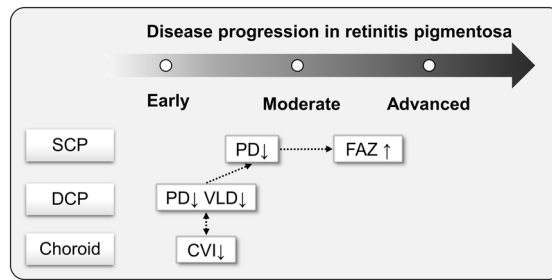 Disease progression in retinitis pigmentosa
Early Moderate Advanced
SCP PD↓ FAZ ↑
DCP PD↓ VLD↓
Choroid CVI↓